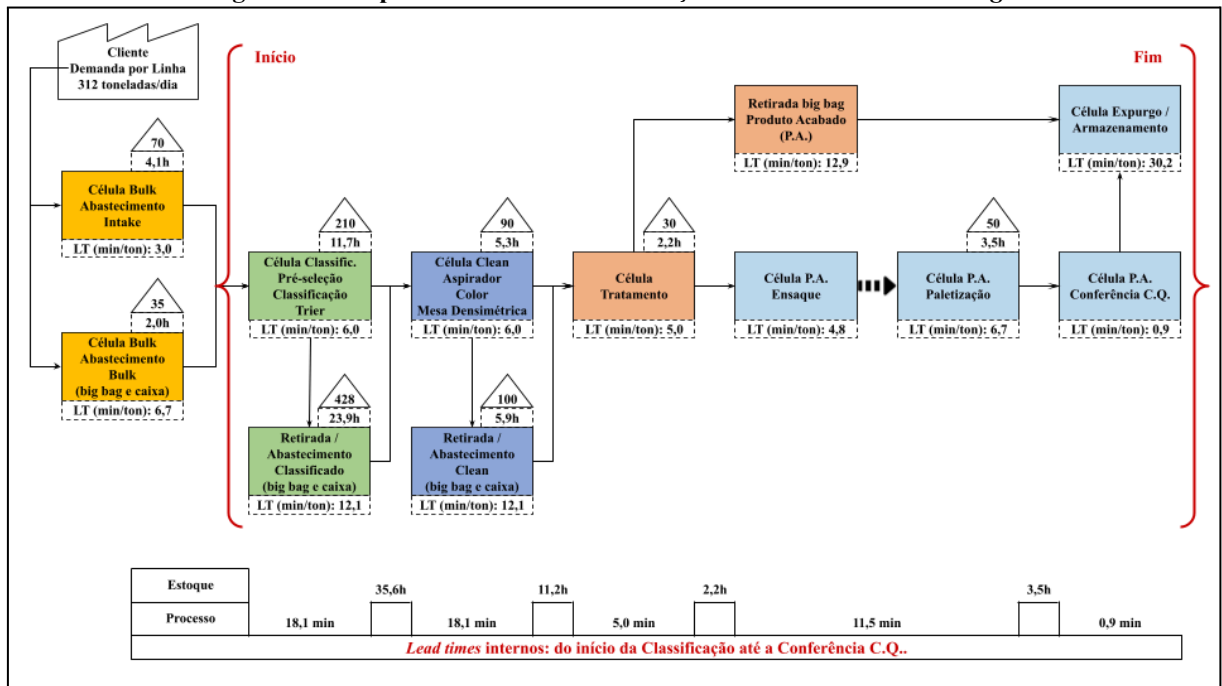 Cliente
Demanda por Linha
312 toneladas/dia
Início
Fim
70
4,1h
Célula Bulk
Abastecimento
Intake
LT (min/ton): 3,0
35
2,0h
Célula Bulk
Abastecimento
Bulk
(big bag e caixa)
LT (min/ton): 6,7
210
11,7h
Célula Classific.
Pré-seleção
Classificação
Trier
LT (min/ton): 6,0
428
23,9h
Retirada /
Abastecimento
Classificado
(big bag e caixa)
LT (min/ton): 12,1
90
5,3h
Célula Clean
Aspirador
Color
Mesa Densimétrica
LT (min/ton): 6,0
100
5,9h
Retirada /
Abastecimento
Clean
(big bag e caixa)
LT (min/ton): 12,1
30
2,2h
Célula
Tratamento
LT (min/ton): 5,0
Retirada big bag
Produto Acabado
(P.A.)
LT (min/ton): 12,9
Célula P.A.
Ensaque
LT (min/ton): 4,8
50
3,5h
Célula P.A.
Paletização
LT (min/ton): 6,7
Célula Expurgo /
Armazenamento
LT (min/ton): 30,2
Célula P.A.
Conferência C.Q.
LT (min/ton): 0,9
Estoque 35,6h 11,2h 2,2h 3,5h
Processo 18,1 min 18,1 min 5,0 min 11,5 min 0,9 min
Lead times internos: do início da Classificação até a Conferência C.Q..